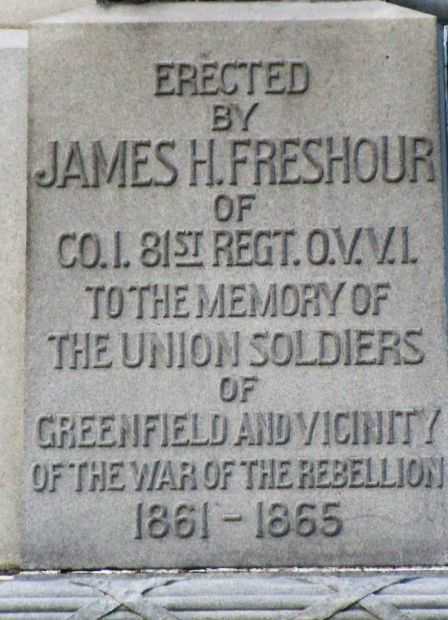 ERECTED
BY
JAMES H. FRESHOUR
OF
CO. I. 81ST REGT. O.V.V.I.
TO THE MEMORY OF
THE UNION SOLDIERS
OF
GREENFIELD AND VICINITY
OF THE WAR OF THE REBELLION
1861 – 1865